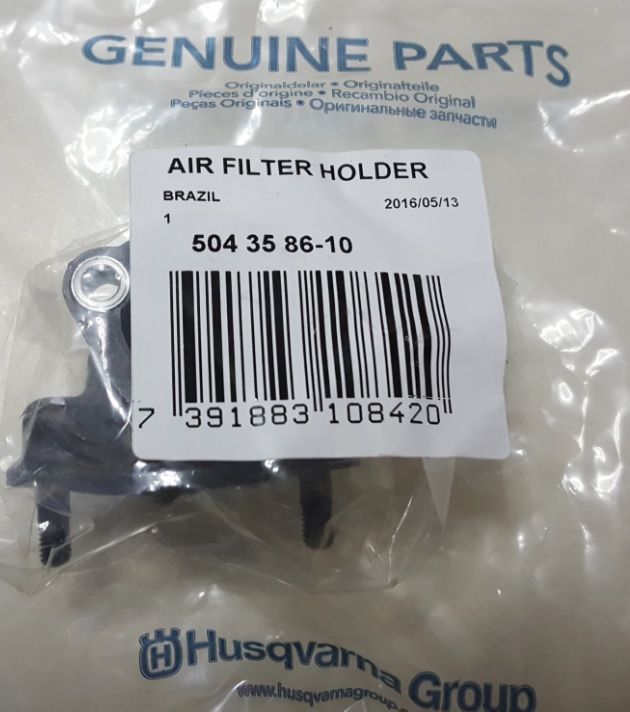 GENUINE PARTS
Originaldelar • Originalteile
Pièces d'origine • Recambio Original
Peças Originais • Оригинальные запчасти
AIR FILTER HOLDER
BRAZIL
2016/05/13
1
504 35 86-10
7 391883 108420
H Husqvarna Group
www.husqvarnagroup.